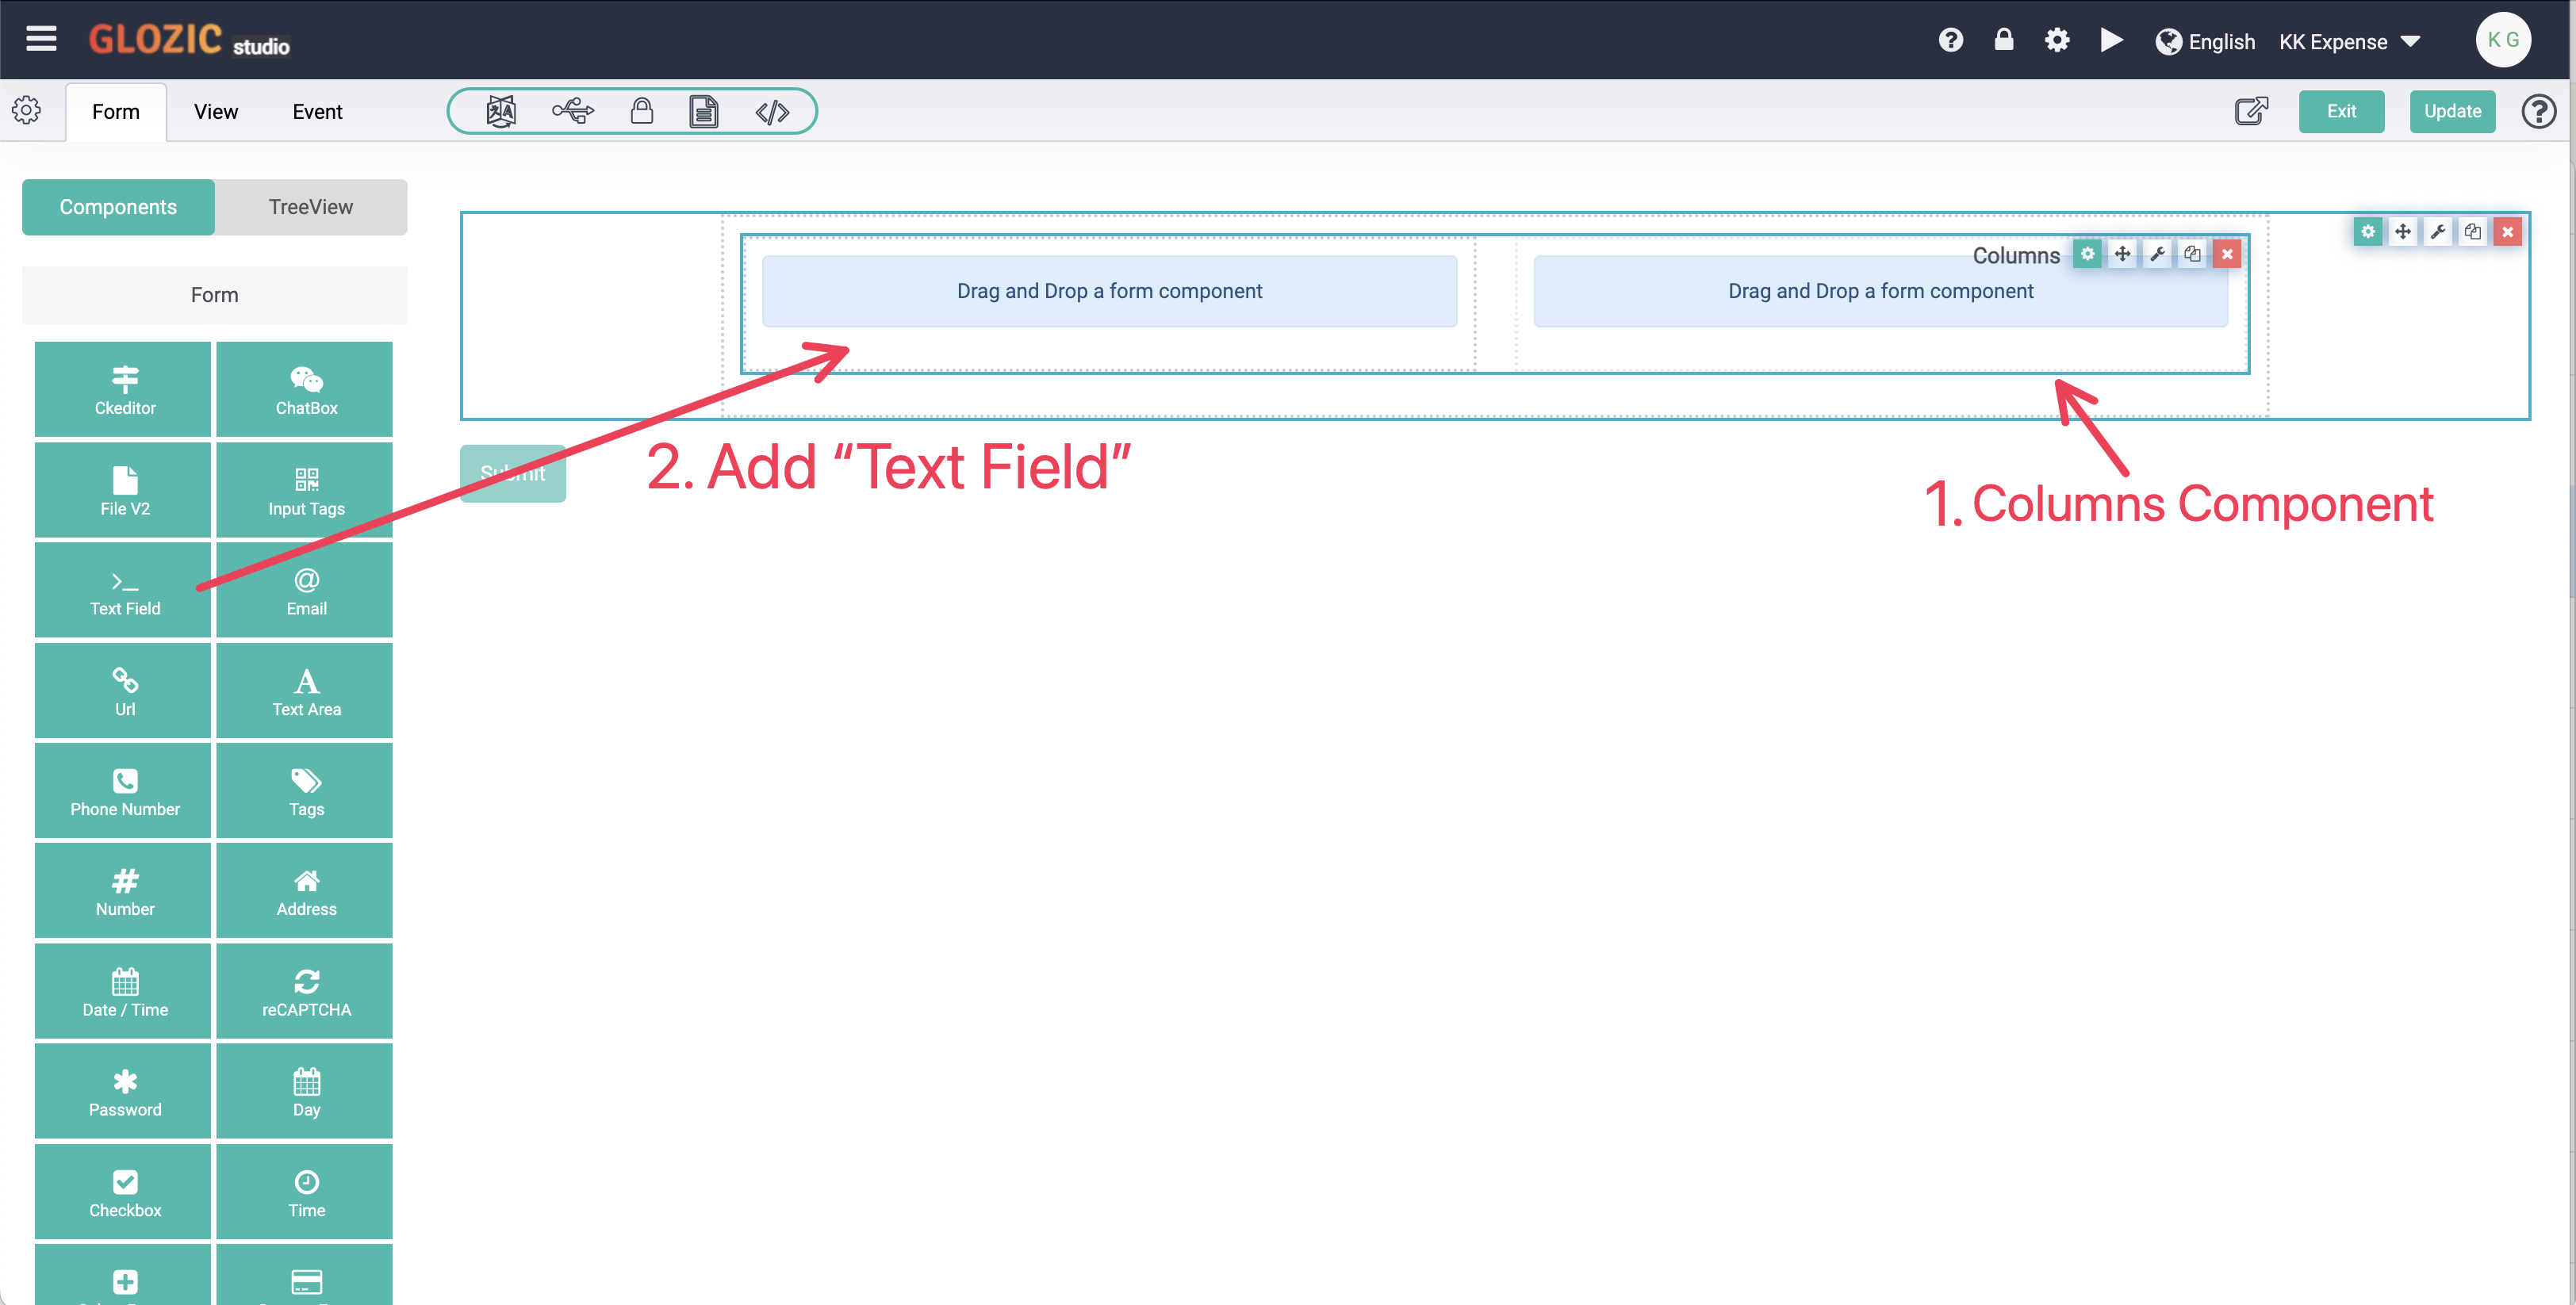 GLOZIC studio
English KK Expense K G
Form View Event Exit Update
Components TreeView
Form
Columns
Drag and Drop a form component
Drag and Drop a form component
Submit
2. Add “Text Field”
1. Columns Component
Ckeditor ChatBox
File V2 Input Tags
Text Field Email
Url Text Area
Phone Number Tags
Number Address
Date / Time reCAPTCHA
Password Day
Checkbox Time